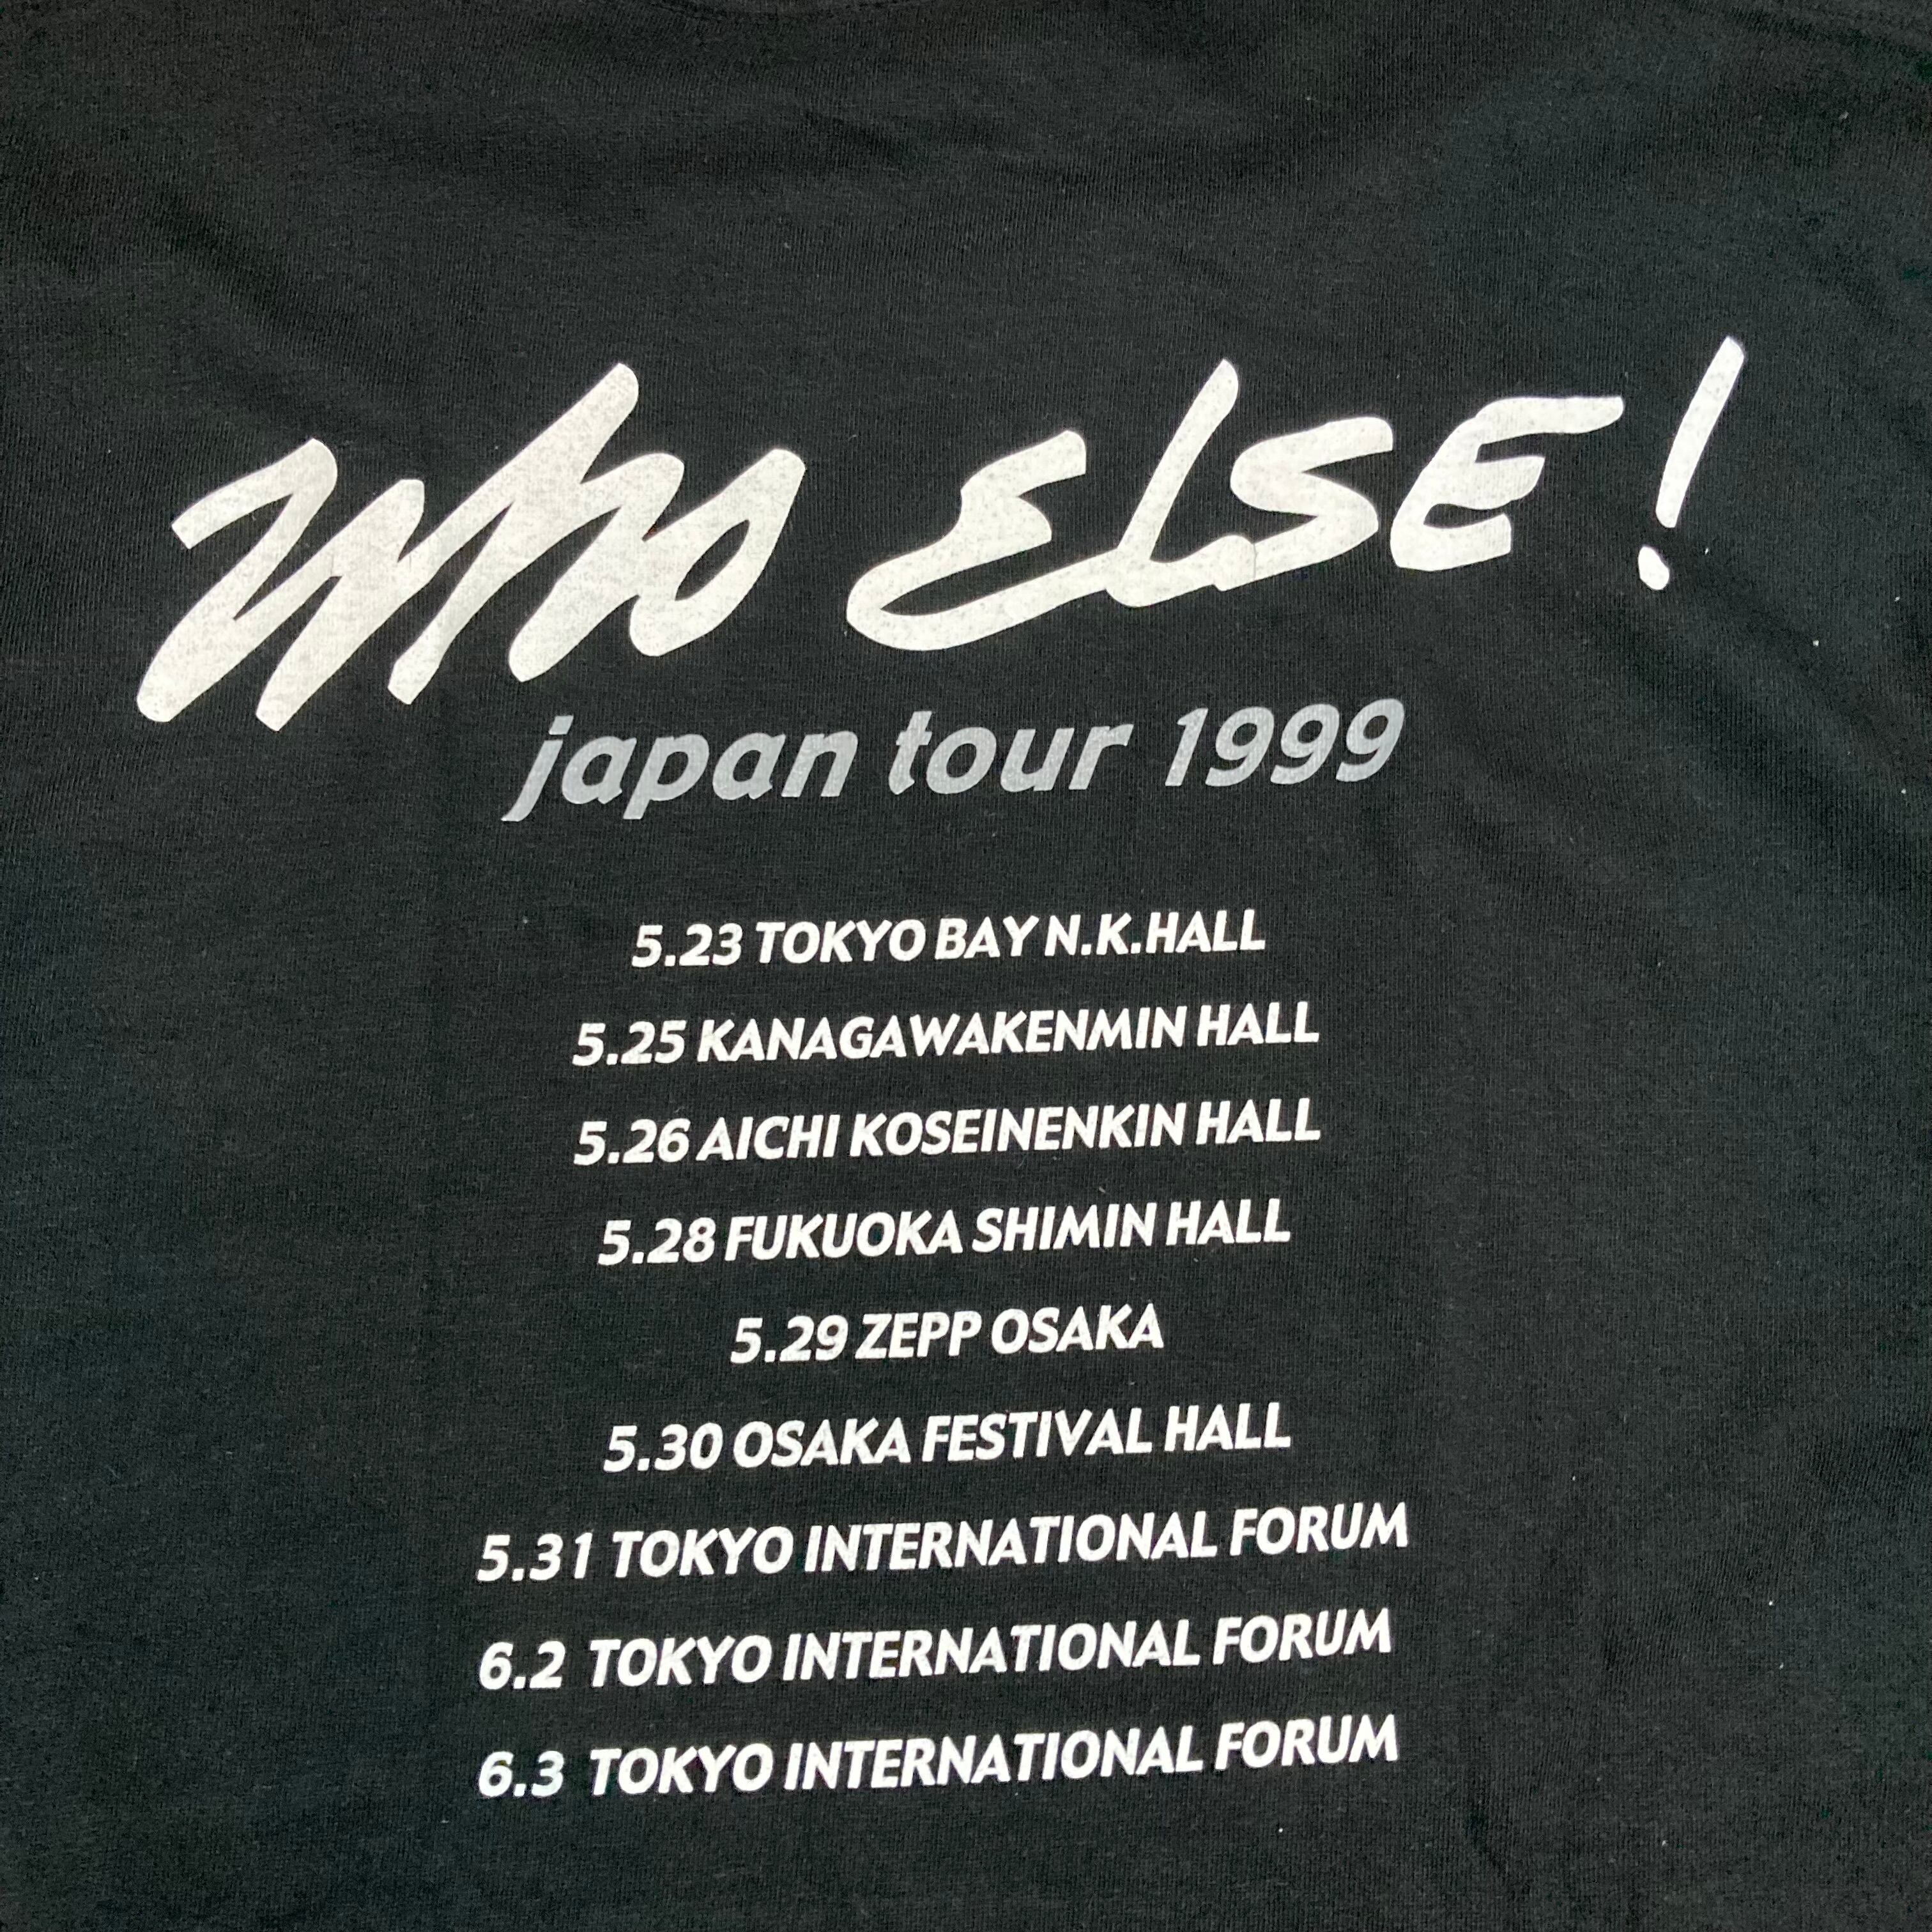 WHO ELSE!
japan tour 1999
5.23 TOKYO BAY N.K.HALL
5.25 KANAGAWAKENMIN HALL
5.26 AICHI KOSEINENKIN HALL
5.28 FUKUOKA SHIMIN HALL
5.29 ZEPP OSAKA
5.30 OSAKA FESTIVAL HALL
5.31 TOKYO INTERNATIONAL FORUM
6.2 TOKYO INTERNATIONAL FORUM
6.3 TOKYO INTERNATIONAL FORUM